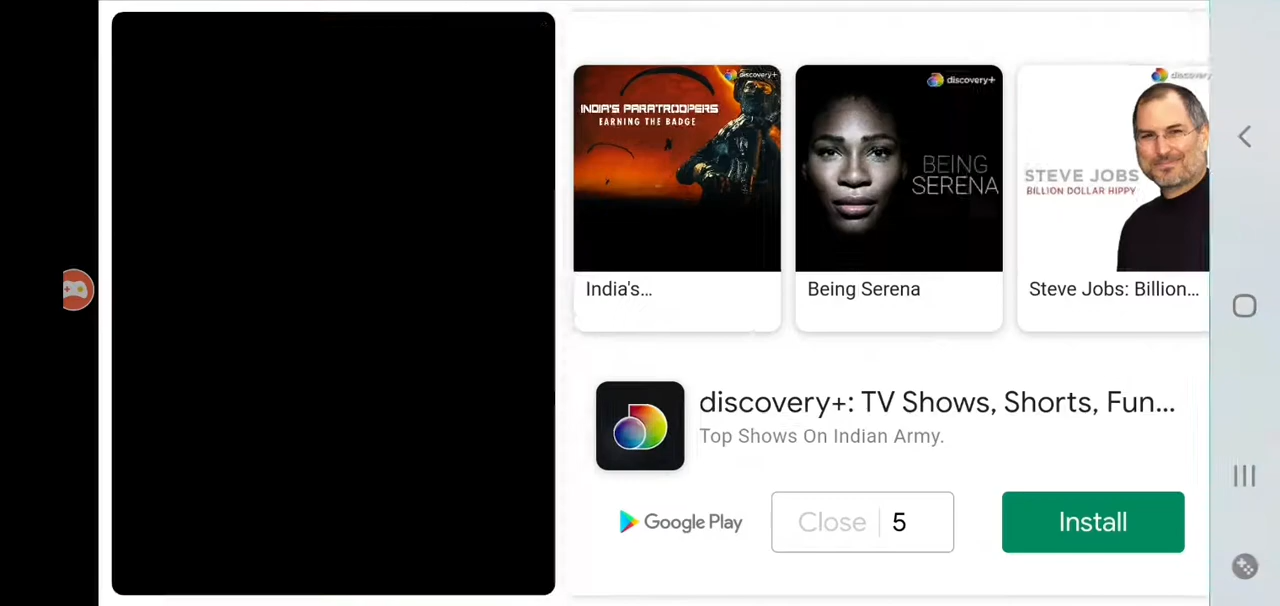 discovery+
INDIA'S PARATROOPERS
EARNING THE BADGE
India's...
discovery+
BEING
SERENA
Being Serena
discovery
STEVE JOBS
BILLION DOLLAR HIPPY
Steve Jobs: Billion...
discovery+: TV Shows, Shorts, Fun...
Top Shows On Indian Army.
Google Play
Close 5
Install